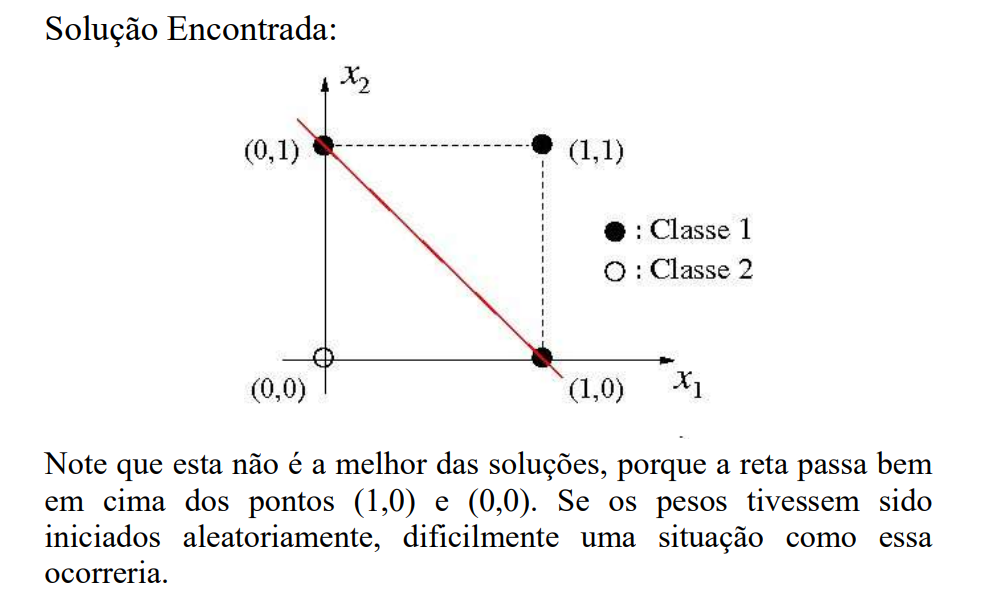 Solução Encontrada:
x₂
(0,1)
(1,1)
: Classe 1
: Classe 2
(0,0)
(1,0)
x₁
Note que esta não é a melhor das soluções, porque a reta passa bem
em cima dos pontos (1,0) e (0,0). Se os pesos tivessem sido
iniciados aleatoriamente, dificilmente uma situação como essa
ocorreria.